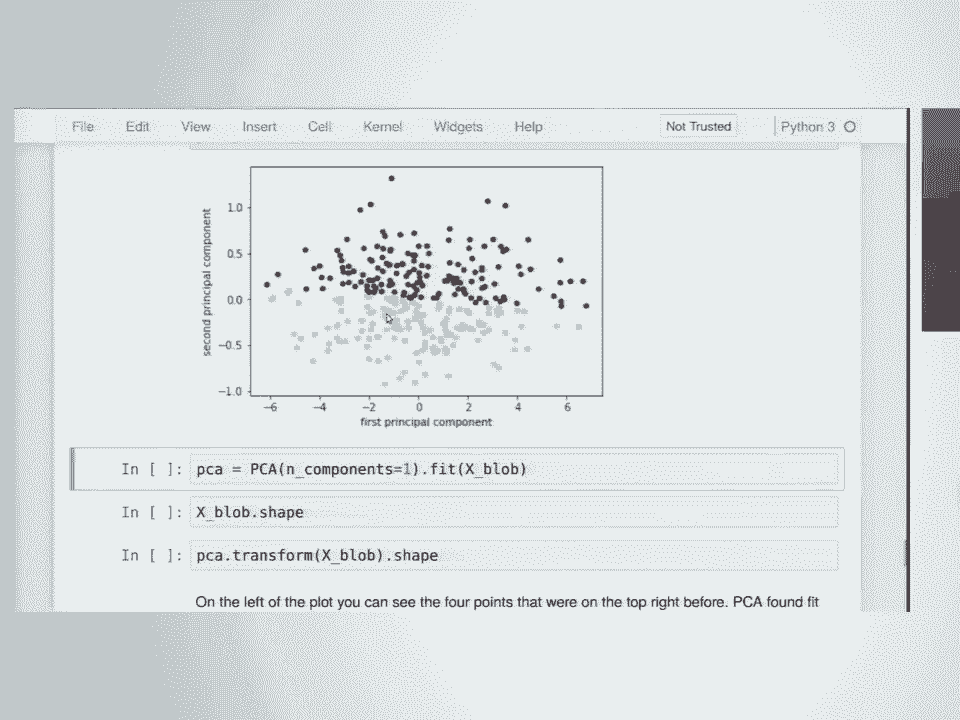 File Edit View Insert Cell Kernel Widgets Help Not Trusted Python 3
1.0
0.5
0.0
−0.5
−1.0
second principal component
−6 −4 −2 0 2 4 6
first principal component
In [ ]: pca = PCA(n_components=1).fit(X_blob)
In [ ]: X_blob.shape
In [ ]: pca.transform(X_blob).shape
On the left of the plot you can see the four points that were on the top right before. PCA found fit